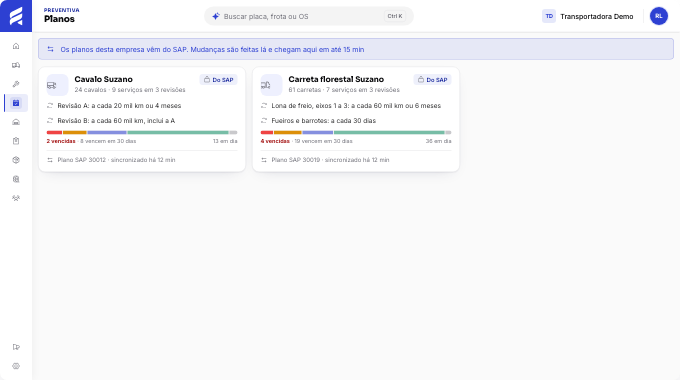 PREVENTIVA
Planos
Buscar placa, frota ou OS
Ctrl K
TD
Transportadora Demo
RL
Os planos desta empresa vêm do SAP. Mudanças são feitas lá e chegam aqui em até 15 min
Cavalo Suzano
Do SAP
24 cavalos · 9 serviços em 3 revisões
Revisão A: a cada 20 mil km ou 4 meses
Revisão B: a cada 60 mil km, inclui a A
2 vencidas · 8 vencem em 30 dias
13 em dia
Plano SAP 30012 · sincronizado há 12 min
Carreta florestal Suzano
Do SAP
61 carretas · 7 serviços em 3 revisões
Lona de freio, eixos 1 a 3: a cada 60 mil km ou 6 meses
Fueiros e barrotes: a cada 30 dias
4 vencidas · 19 vencem em 30 dias
36 em dia
Plano SAP 30019 · sincronizado há 12 min